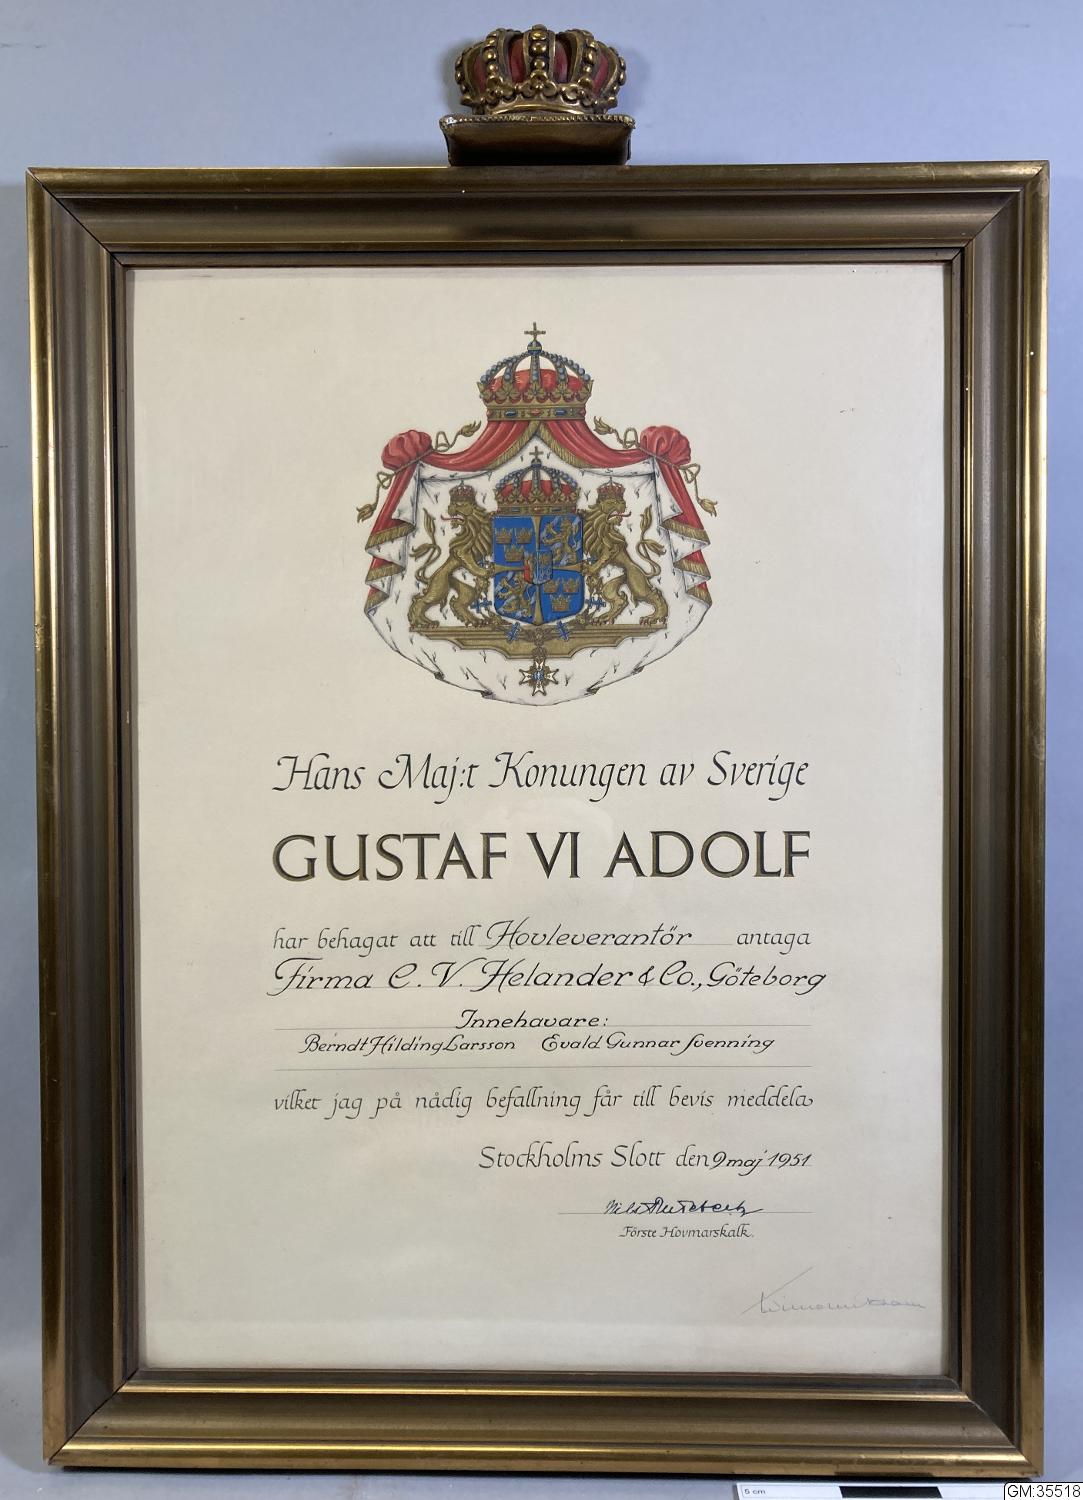 Hans Maj:t Konungen av Sverige
GUSTAF VI ADOLF
har behagat att till Hovleverantör antaga
Firma C. V. Helander & Co., Göteborg
Innehavare:
Berndt Hilding Larsson Evald Gunnar Svenning
vilket jag på nådig befallning får till bevis meddela
Stockholms Slott den 9 maj 1951
Förste Hovmarskalk.
5 cm
GM:35518